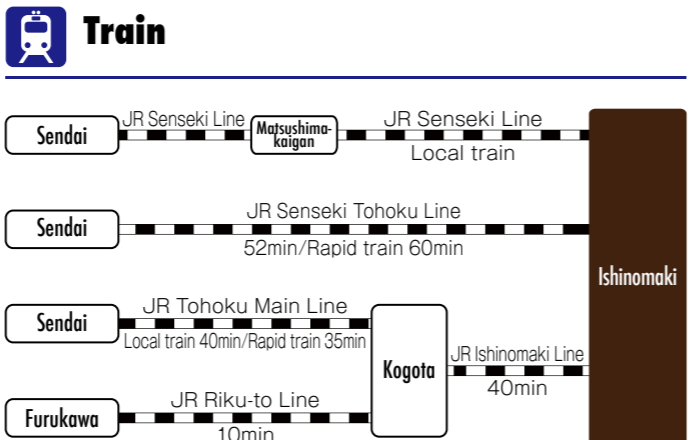 Train
Sendai
JR Senseki Line
Matsushima-
kaigan
JR Senseki Line
Local train
Sendai
JR Senseki Tohoku Line
52min/Rapid train 60min
Ishinomaki
Sendai
JR Tohoku Main Line
Local train 40min/Rapid train 35min
Kogota
JR Ishinomaki Line
40min
Furukawa
JR Riku-to Line
10min